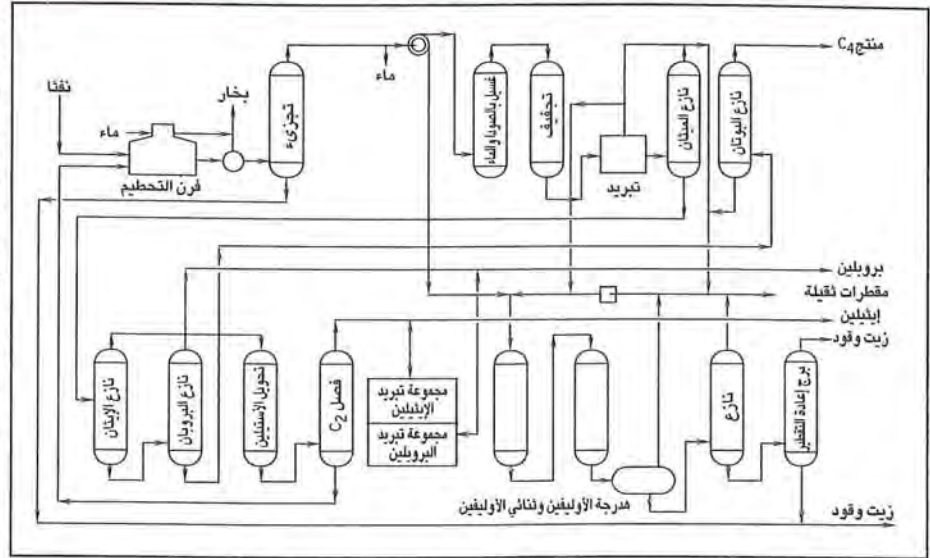 منتج C4
ماء
نفثا
بخار
ماء
تجزيء
غسيل بالصودا والماء
تجفيف
نازع الميثان
نازع البوتان
فرن التحطيم
تبريد
بروبلين
مقطرات ثقيلة
إيثيلين
زيت وقود
نازع الإيثان
نازع البروبان
تحويل الأستيلين
فصل C2
مجموعة تبريد
الإيثيلين
مجموعة تبريد
البروبلين
نازع
برج إعادة التقطير
هدرجة الأوليفين وثنائي الأوليفين
زيت وقود